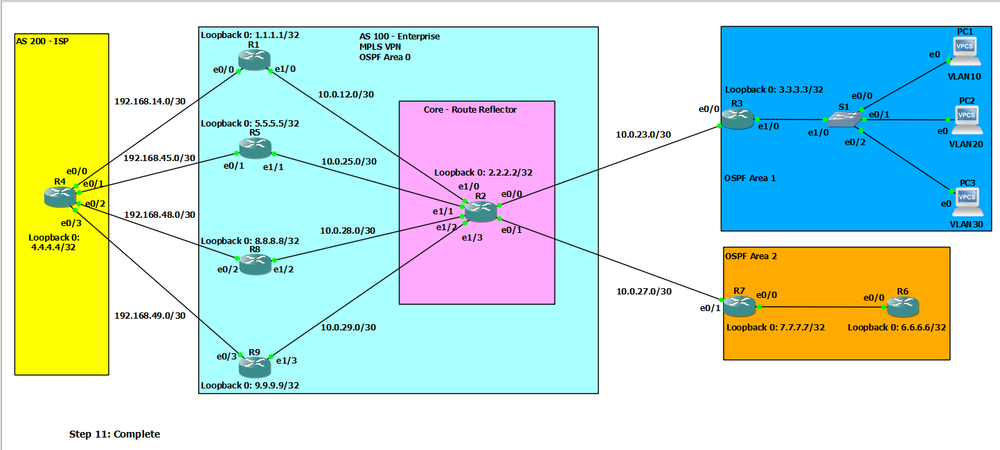 AS 200 - ISP
R4
e0/0
e0/1
e0/2
e0/3
Loopback 0:
4.4.4.4/32
192.168.14.0/30
192.168.45.0/30
192.168.48.0/30
192.168.49.0/30
AS 100 - Enterprise
MPLS VPN
OSPF Area 0
Loopback 0: 1.1.1.1/32
R1
e0/0
e1/0
10.0.12.0/30
Loopback 0: 5.5.5.5/32
R5
e0/1
e1/1
10.0.25.0/30
Loopback 0: 8.8.8.8/32
R8
e0/2
e1/2
10.0.28.0/30
R9
e0/3
e1/3
Loopback 0: 9.9.9.9/32
10.0.29.0/30
Core - Route Reflector
Loopback 0: 2.2.2.2/32
e1/0
R2
e0/0
e1/1
e1/2
e0/1
e1/3
10.0.23.0/30
10.0.27.0/30
Loopback 0: 3.3.3.3/32
e0/0
R3
e1/0
S1
e1/0
e0/0
e0/1
e0/2
PC1
VPCS
e0
VLAN10
PC2
VPCS
e0
VLAN20
PC3
VPCS
e0
VLAN30
OSPF Area 1
OSPF Area 2
R7
e0/0
e0/1
Loopback 0: 7.7.7.7/32
R6
e0/0
Loopback 0: 6.6.6.6/32
Step 11: Complete